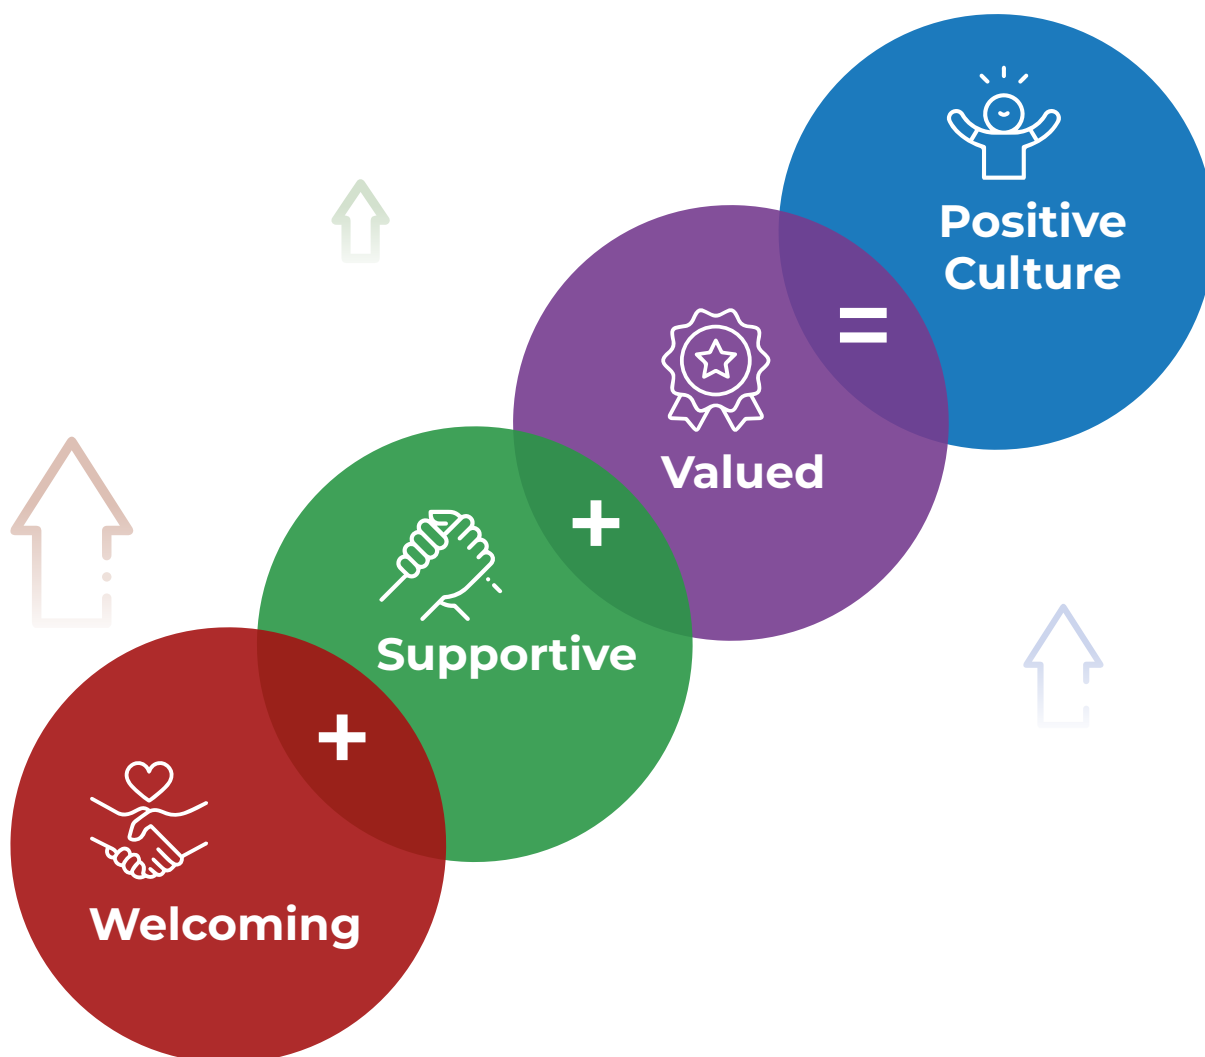 Positive
Culture
=
Valued
+
Supportive
+
Welcoming